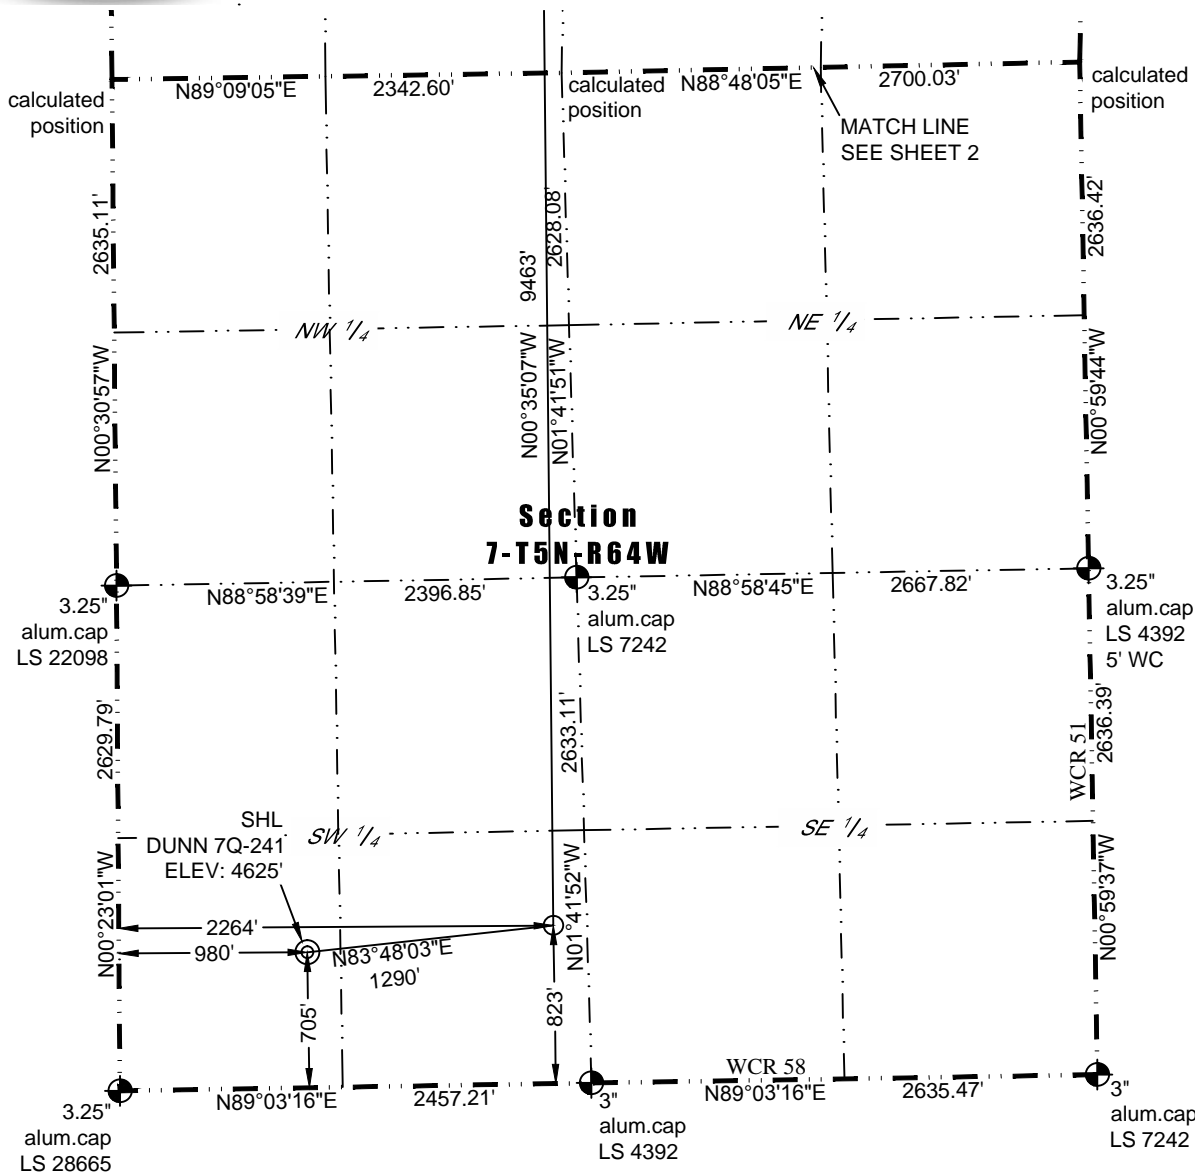 N89°09'05"E
2342.60'
calculated
position
calculated
position
N88°48'05"E
2700.03'
calculated
position
MATCH LINE
SEE SHEET 2
2635.11'
2628.08'
9463'
2636.42'
NW 1/4
NE 1/4
N00°30'57"W
N00°35'07"W
N01°41'51"W
N00°59'44"W
Section
7-T5N-R64W
N88°58'39"E
2396.85'
N88°58'45"E
2667.82'
3.25"
alum.cap
LS 22098
3.25"
alum.cap
LS 7242
3.25"
alum.cap
LS 4392
5' WC
2629.79'
2633.11'
WCR 51
2636.39'
SHL
DUNN 7Q-241
ELEV: 4625'
SW 1/4
SE 1/4
N00°23'01"W
N01°41'52"W
N00°59'37"W
2264'
980'
N83°48'03"E
1290'
705'
823'
WCR 58
N89°03'16"E
2457.21'
N89°03'16"E
2635.47'
3.25"
alum.cap
LS 28665
3"
alum.cap
LS 4392
3"
alum.cap
LS 7242